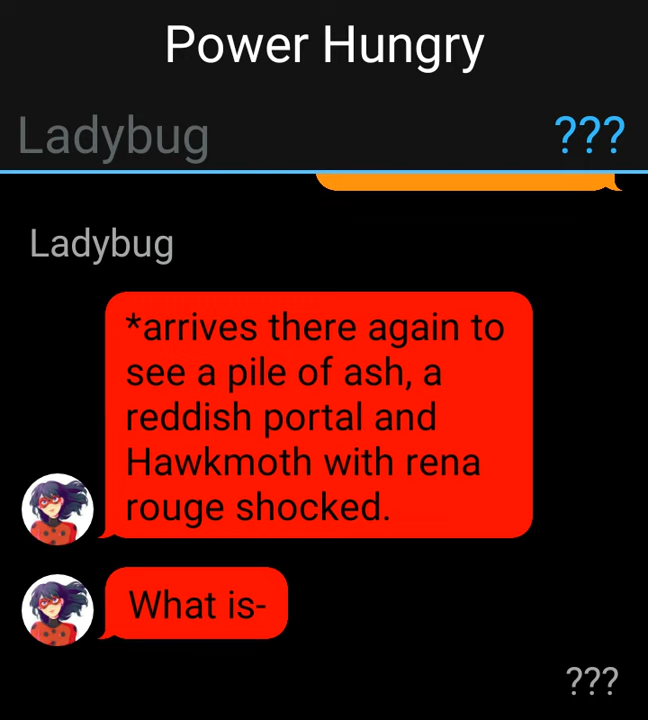 Power Hungry
Ladybug ???
Ladybug
*arrives there again to
see a pile of ash, a
reddish portal and
Hawkmoth with rena
rouge shocked.
What is-
???